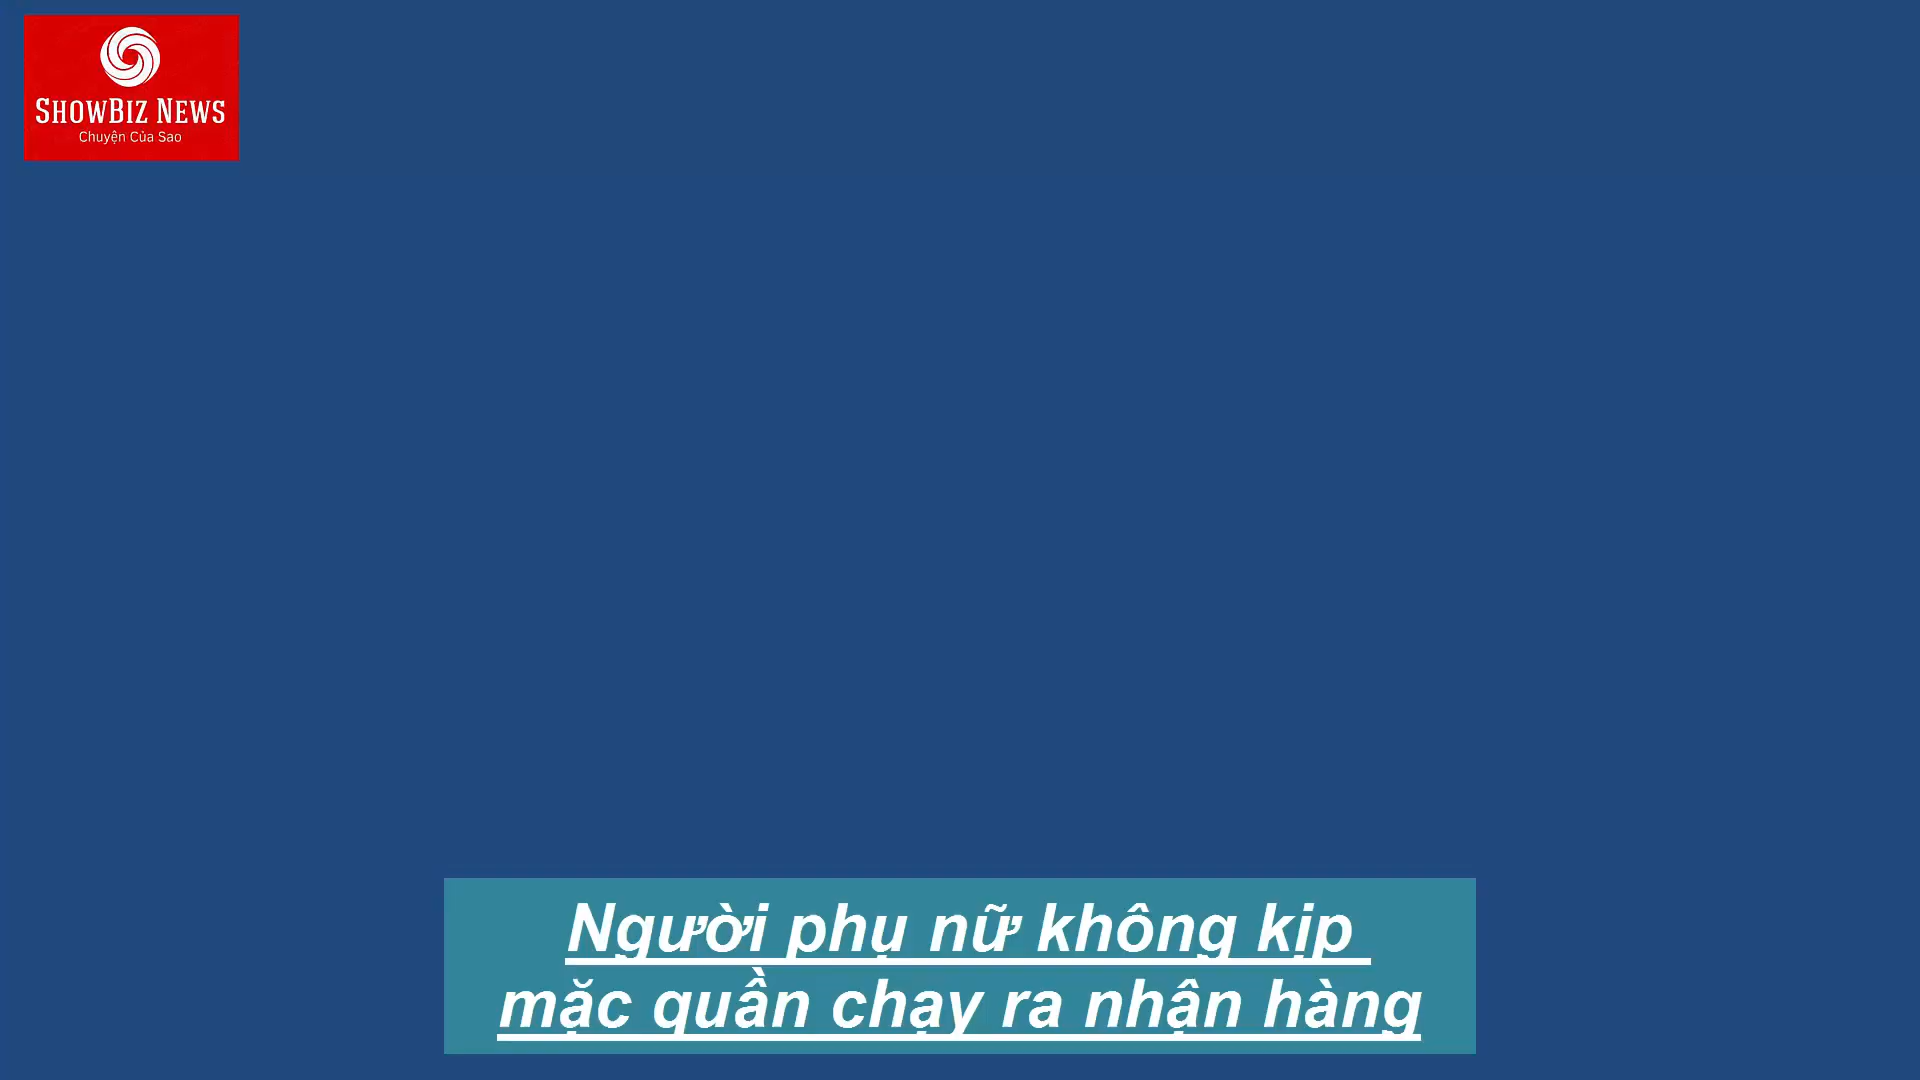 SHOWBIZ NEWS
Chuyện Của Sao
Người phụ nữ không kịp
mặc quần chạy ra nhận hàng